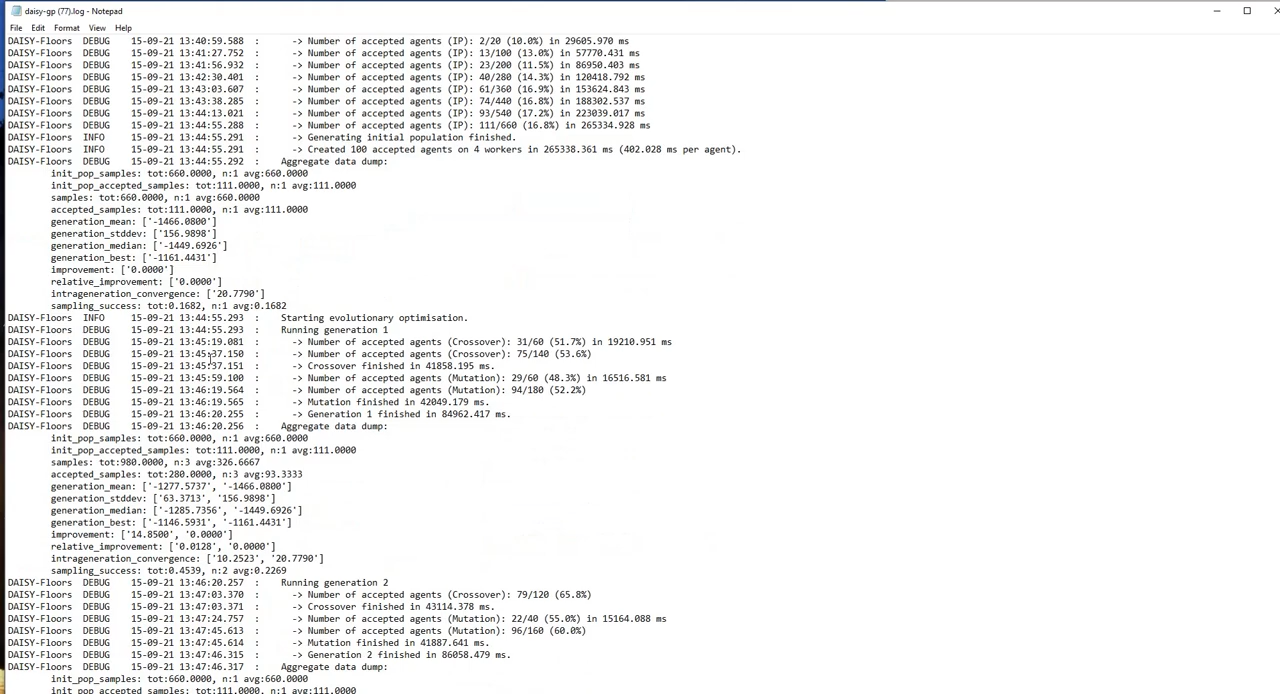 daisy-gp (77).log - Notepad
File Edit Format View Help
DAISY-Floors DEBUG 15-09-21 13:40:59.588 : -> Number of accepted agents (IP): 2/20 (10.0%) in 29605.970 ms
DAISY-Floors DEBUG 15-09-21 13:41:27.752 : -> Number of accepted agents (IP): 13/100 (13.0%) in 57770.431 ms
DAISY-Floors DEBUG 15-09-21 13:41:56.932 : -> Number of accepted agents (IP): 23/200 (11.5%) in 86950.403 ms
DAISY-Floors DEBUG 15-09-21 13:42:30.401 : -> Number of accepted agents (IP): 40/280 (14.3%) in 120418.792 ms
DAISY-Floors DEBUG 15-09-21 13:43:03.607 : -> Number of accepted agents (IP): 61/360 (16.9%) in 153624.843 ms
DAISY-Floors DEBUG 15-09-21 13:43:38.285 : -> Number of accepted agents (IP): 74/440 (16.8%) in 188302.537 ms
DAISY-Floors DEBUG 15-09-21 13:44:13.021 : -> Number of accepted agents (IP): 93/540 (17.2%) in 223039.017 ms
DAISY-Floors DEBUG 15-09-21 13:44:55.288 : -> Number of accepted agents (IP): 111/660 (16.8%) in 265334.928 ms
DAISY-Floors INFO 15-09-21 13:44:55.291 : -> Generating initial population finished.
DAISY-Floors INFO 15-09-21 13:44:55.291 : -> Created 100 accepted agents on 4 workers in 265338.361 ms (402.028 ms per agent).
DAISY-Floors DEBUG 15-09-21 13:44:55.292 : Aggregate data dump:
init_pop_samples: tot:660.0000, n:1 avg:660.0000
init_pop_accepted_samples: tot:111.0000, n:1 avg:111.0000
samples: tot:660.0000, n:1 avg:660.0000
accepted_samples: tot:111.0000, n:1 avg:111.0000
generation_mean: ['-1466.0800']
generation_stddev: ['156.9898']
generation_median: ['-1449.6926']
generation_best: ['-1161.4431']
improvement: ['0.0000']
relative_improvement: ['0.0000']
intrageneration_convergence: ['20.7790']
sampling_success: tot:0.1682, n:1 avg:0.1682
DAISY-Floors INFO 15-09-21 13:44:55.293 : Starting evolutionary optimisation.
DAISY-Floors DEBUG 15-09-21 13:44:55.293 : Running generation 1
DAISY-Floors DEBUG 15-09-21 13:45:19.081 : -> Number of accepted agents (Crossover): 31/60 (51.7%) in 19210.951 ms
DAISY-Floors DEBUG 15-09-21 13:45:37.150 : -> Number of accepted agents (Crossover): 75/140 (53.6%)
DAISY-Floors DEBUG 15-09-21 13:45:37.151 : -> Crossover finished in 41858.195 ms.
DAISY-Floors DEBUG 15-09-21 13:45:59.100 : -> Number of accepted agents (Mutation): 29/60 (48.3%) in 16516.581 ms
DAISY-Floors DEBUG 15-09-21 13:46:19.564 : -> Number of accepted agents (Mutation): 94/180 (52.2%)
DAISY-Floors DEBUG 15-09-21 13:46:19.565 : -> Mutation finished in 42049.179 ms.
DAISY-Floors DEBUG 15-09-21 13:46:20.255 : -> Generation 1 finished in 84962.417 ms.
DAISY-Floors DEBUG 15-09-21 13:46:20.256 : Aggregate data dump:
init_pop_samples: tot:660.0000, n:1 avg:660.0000
init_pop_accepted_samples: tot:111.0000, n:1 avg:111.0000
samples: tot:980.0000, n:3 avg:326.6667
accepted_samples: tot:280.0000, n:3 avg:93.3333
generation_mean: ['-1277.5737', '-1466.0800']
generation_stddev: ['63.3713', '156.9898']
generation_median: ['-1285.7356', '-1449.6926']
generation_best: ['-1146.5931', '-1161.4431']
improvement: ['14.8500', '0.0000']
relative_improvement: ['0.0128', '0.0000']
intrageneration_convergence: ['10.2523', '20.7790']
sampling_success: tot:0.4539, n:2 avg:0.2269
DAISY-Floors DEBUG 15-09-21 13:46:20.257 : Running generation 2
DAISY-Floors DEBUG 15-09-21 13:47:03.370 : -> Number of accepted agents (Crossover): 79/120 (65.8%)
DAISY-Floors DEBUG 15-09-21 13:47:03.371 : -> Crossover finished in 43114.378 ms.
DAISY-Floors DEBUG 15-09-21 13:47:24.757 : -> Number of accepted agents (Mutation): 22/40 (55.0%) in 15164.088 ms
DAISY-Floors DEBUG 15-09-21 13:47:45.613 : -> Number of accepted agents (Mutation): 96/160 (60.0%)
DAISY-Floors DEBUG 15-09-21 13:47:45.614 : -> Mutation finished in 41887.641 ms.
DAISY-Floors DEBUG 15-09-21 13:47:46.315 : -> Generation 2 finished in 86058.479 ms.
DAISY-Floors DEBUG 15-09-21 13:47:46.317 : Aggregate data dump:
init_pop_samples: tot:660.0000, n:1 avg:660.0000
init_pop_accepted_samples: tot:111.0000, n:1 avg:111.0000